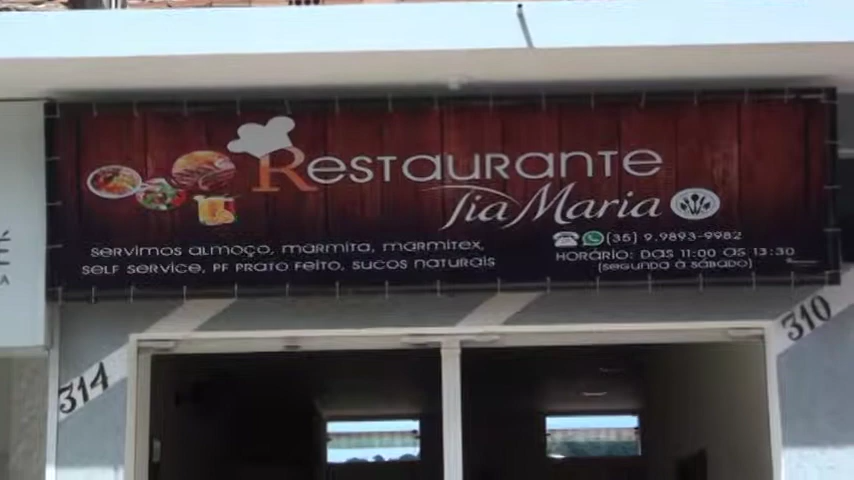 Restaurante
Tia Maria
servimos almoço, marmita, marmitex,
self service, pf prato feito, sucos naturais
(35) 9.9893-9982
Horário: das 11:00 às 13:30
(segunda à sábado)
314
310